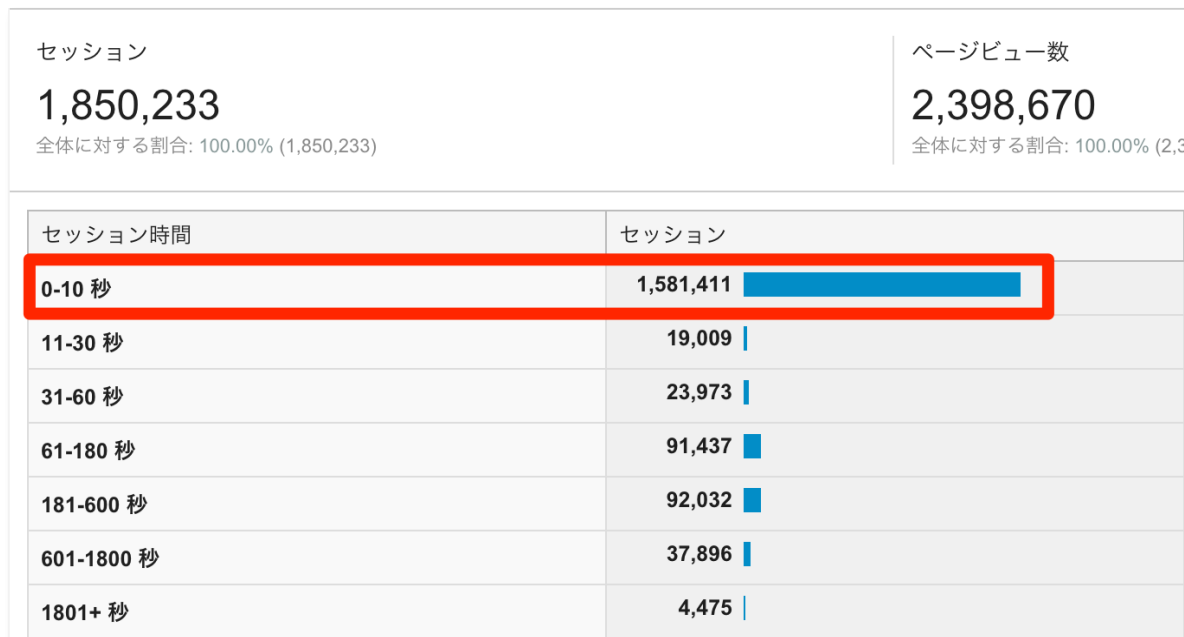 セッション
1,850,233
全体に対する割合: 100.00% (1,850,233)
ページビュー数
2,398,670
全体に対する割合: 100.00% (2,3
セッション時間 セッション
0-10 秒 1,581,411
11-30 秒 19,009
31-60 秒 23,973
61-180 秒 91,437
181-600 秒 92,032
601-1800 秒 37,896
1801+ 秒 4,475